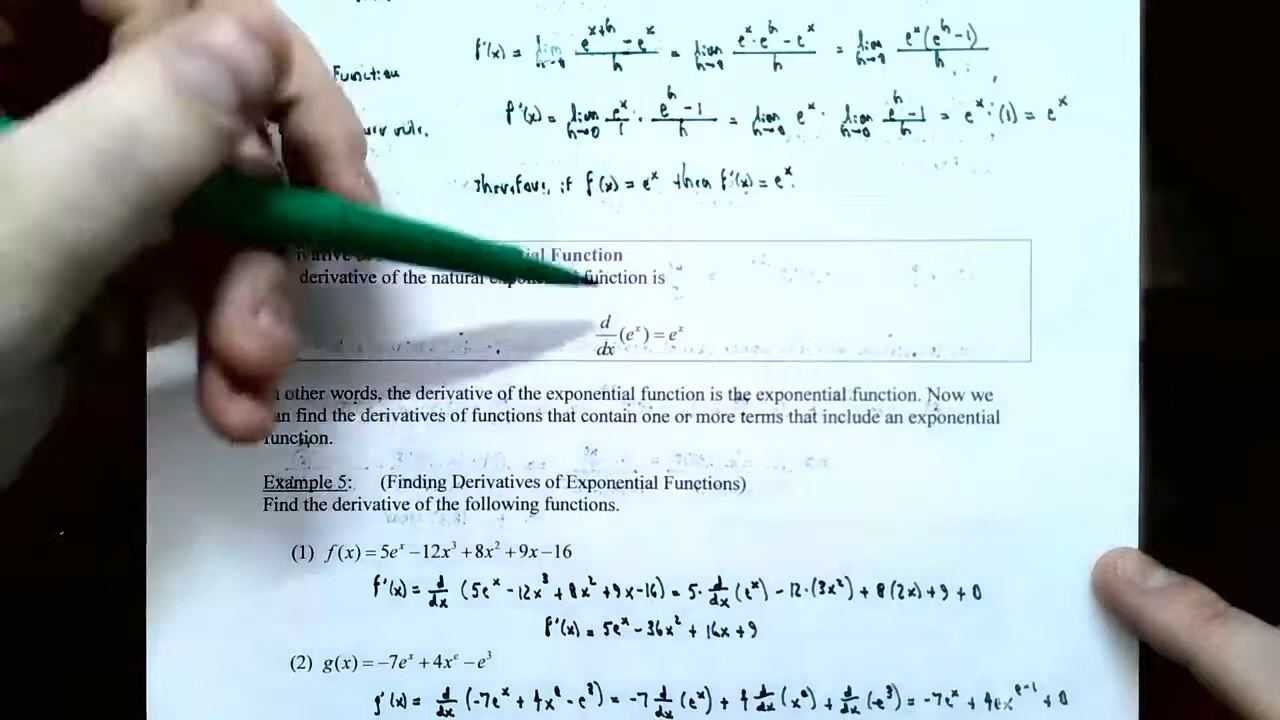 f'(x) = lim h→0 e^(x+h) - e^x / h = lim h→0 e^x · e^h - e^x / h = lim h→0 e^x (e^h - 1) / h
Function
f'(x) = lim h→0 e^x / 1 · e^h - 1 / h = lim h→0 e^x · lim h→0 e^h - 1 / h = e^x · (1) = e^x
rule.
Therefore, if f(x) = e^x then f'(x) = e^x.
Function
derivative of the natural function is
d/dx (e^x) = e^x
other words, the derivative of the exponential function is the exponential function. Now we
find the derivatives of functions that contain one or more terms that include an exponential
function.
Example 5: (Finding Derivatives of Exponential Functions)
Find the derivative of the following functions.
(1) f(x) = 5e^x - 12x^3 + 8x^2 + 9x - 16
f'(x) = d/dx (5e^x - 12x^3 + 8x^2 + 9x - 16) = 5 · d/dx (e^x) - 12 · (3x^2) + 8(2x) + 9 + 0
f'(x) = 5e^x - 36x^2 + 16x + 9
(2) g(x) = -7e^x + 4x^e - e^3
g'(x) = d/dx (-7e^x + 4x^e - e^3) = -7 d/dx (e^x) + 4 d/dx (x^e) + d/dx (-e^3) = -7e^x + 4ex^(e-1) + 0